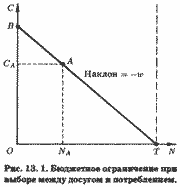 C
B
C_A
A
Наклон = -w
O
N_A
T
N
Рис. 13. 1. Бюджетное ограничение при
выборе между досугом и потреблением.